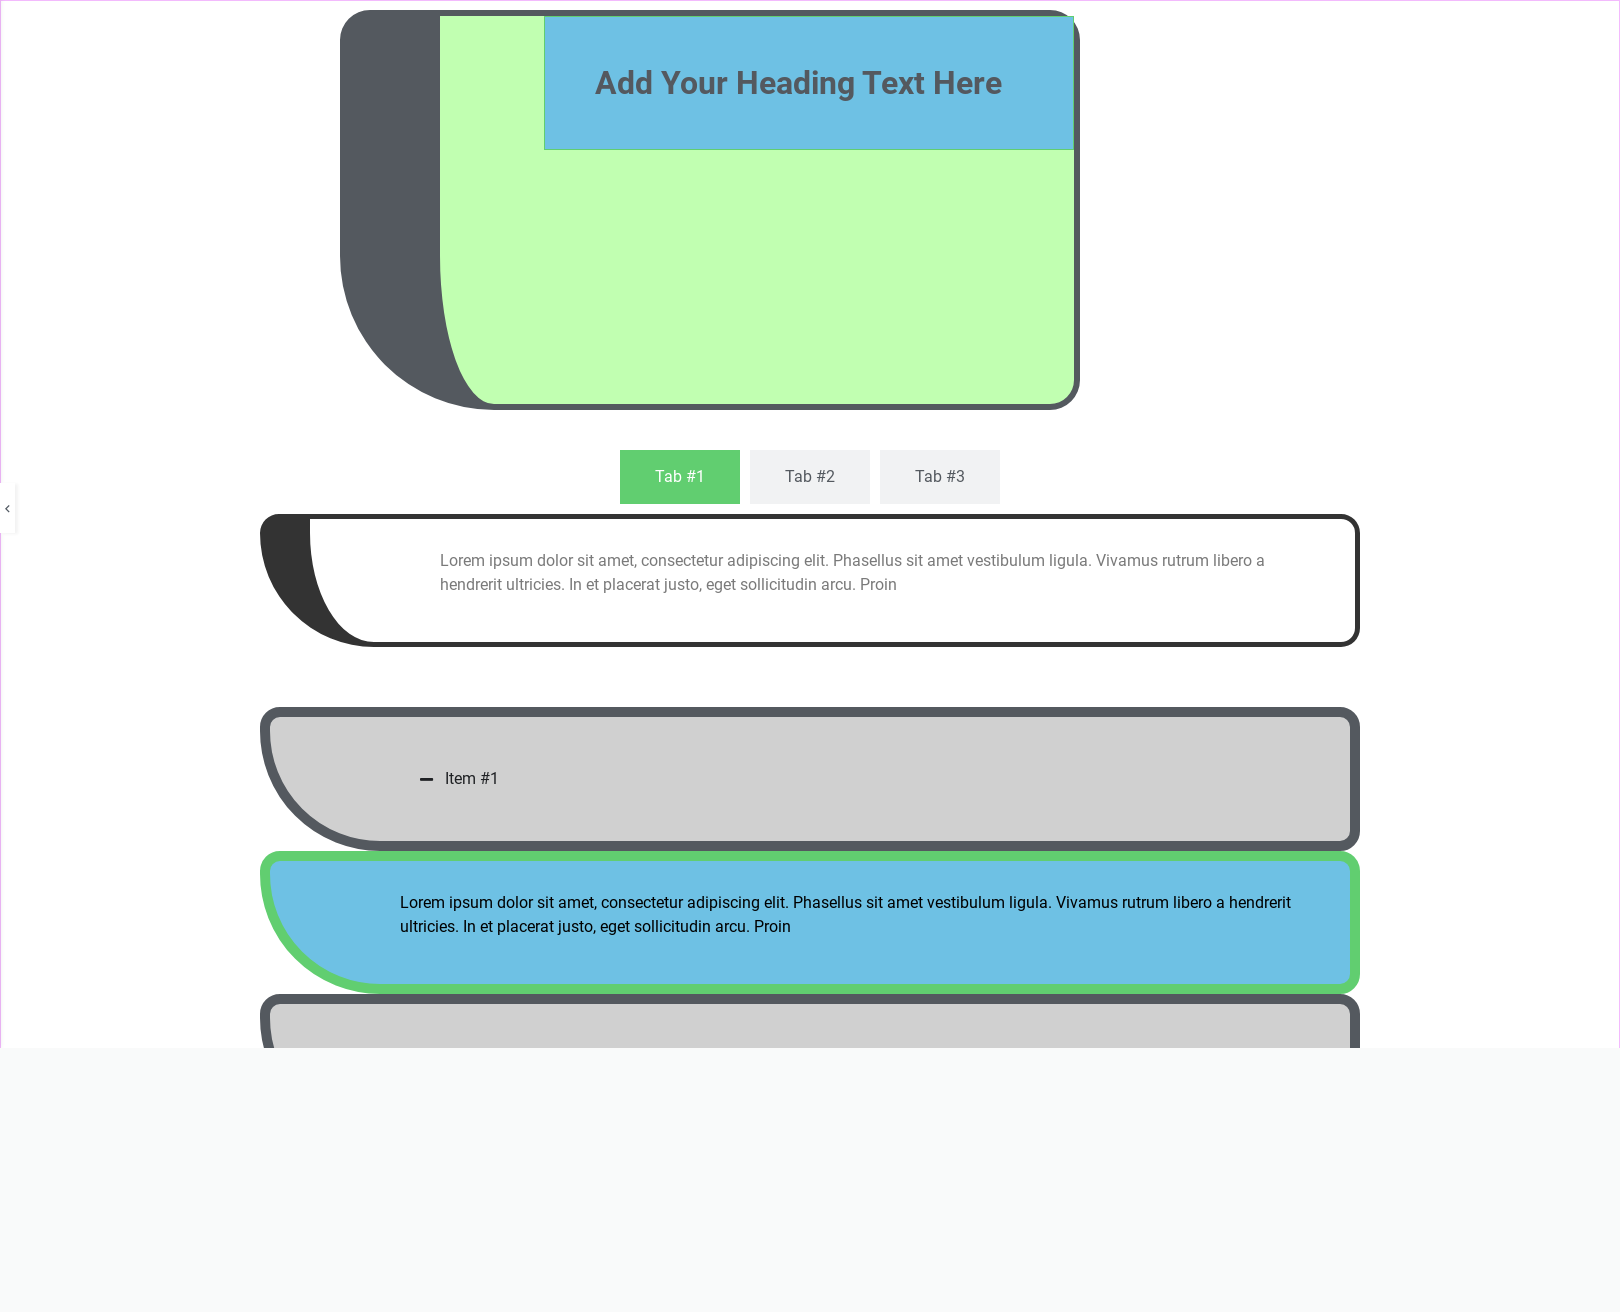 Add Your Heading Text Here
Tab #1
Tab #2
Tab #3
Lorem ipsum dolor sit amet, consectetur adipiscing elit. Phasellus sit amet vestibulum ligula. Vivamus rutrum libero a
hendrerit ultricies. In et placerat justo, eget sollicitudin arcu. Proin
Item #1
Lorem ipsum dolor sit amet, consectetur adipiscing elit. Phasellus sit amet vestibulum ligula. Vivamus rutrum libero a hendrerit
ultricies. In et placerat justo, eget sollicitudin arcu. Proin